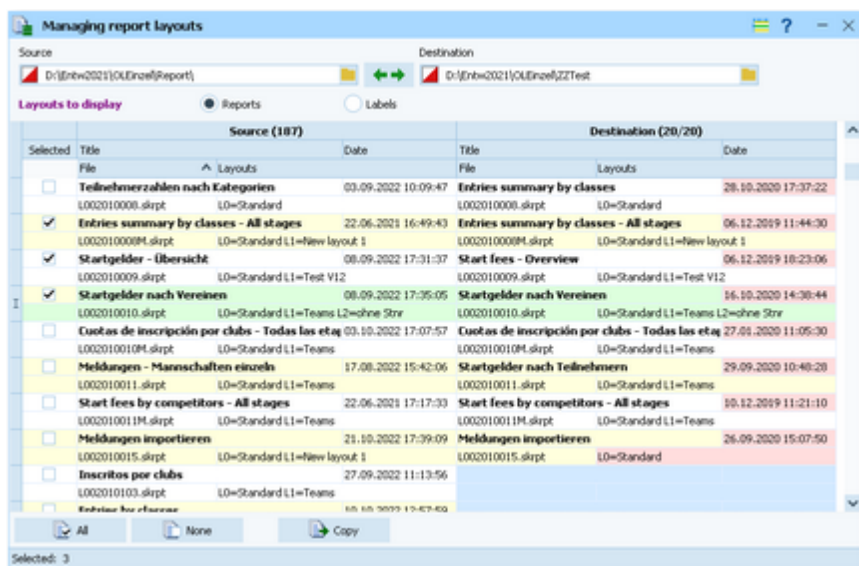 Managing report layouts
Source Destination
D:\Entw2021\OLEinzel\Report\ D:\Entw2021\OLEinzel\ZZTest
Layouts to display Reports Labels
Source (187) Destination (20/20)
Selected Title Date Title Date
File Layouts File Layouts
Teilnehmerzahlen nach Kategorien 03.09.2022 10:09:47 Entries summary by classes 28.10.2020 17:37:22
L002010008.skrpt L0=Standard L002010008.skrpt L0=Standard
Entries summary by classes - All stages 22.06.2021 16:49:43 Entries summary by classes - All stages 06.12.2019 11:44:30
L002010008M.skrpt L0=Standard L1=New layout 1 L002010008M.skrpt L0=Standard L1=New layout 1
Startgelder - Übersicht 08.09.2022 17:31:37 Start fees - Overview 06.12.2019 18:23:06
L002010009.skrpt L0=Standard L1=Test V12 L002010009.skrpt L0=Standard L1=Test V12
Startgelder nach Vereinen 08.09.2022 17:35:05 Startgelder nach Vereinen 16.10.2020 14:38:44
L002010010.skrpt L0=Standard L1=Teams L2=ohne Stnr L002010010.skrpt L0=Standard L1=Teams L2=ohne Stnr
Cuotas de inscripción por clubs - Todas las etap 03.10.2022 17:07:57 Cuotas de inscripción por clubs - Todas las etap 27.01.2020 11:05:30
L002010010M.skrpt L0=Standard L1=Teams L002010010M.skrpt L0=Standard L1=Teams
Meldungen - Mannschaften einzeln 17.08.2022 15:42:06 Startgelder nach Teilnehmern 29.09.2020 10:48:28
L002010011.skrpt L0=Standard L1=Teams L002010011.skrpt L0=Standard L1=Teams
Start fees by competitors - All stages 22.06.2021 17:17:33 Start fees by competitors - All stages 10.12.2019 11:21:10
L002010011M.skrpt L0=Standard L1=Teams L002010011M.skrpt L0=Standard L1=Teams
Meldungen importieren 21.10.2022 17:39:09 Meldungen importieren 26.09.2020 15:07:50
L002010015.skrpt L0=Standard L1=New layout 1 L002010015.skrpt L0=Standard
Inscritos por clubs 27.09.2022 11:13:56
L002010103.skrpt L0=Standard L1=Teams
Entries by classes 10.10.2022 12:57:59
All None Copy
Selected: 3